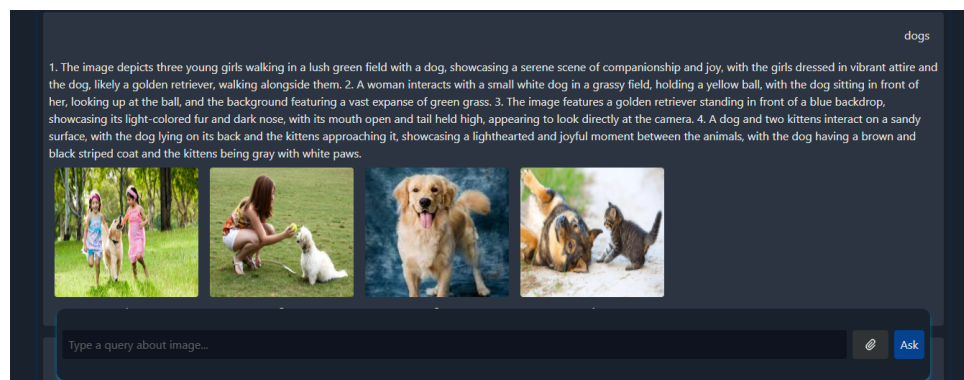 dogs
1. The image depicts three young girls walking in a lush green field with a dog, showcasing a serene scene of companionship and joy, with the girls dressed in vibrant attire and
the dog, likely a golden retriever, walking alongside them. 2. A woman interacts with a small white dog in a grassy field, holding a yellow ball, with the dog sitting in front of
her, looking up at the ball, and the background featuring a vast expanse of green grass. 3. The image features a golden retriever standing in front of a blue backdrop,
showcasing its light-colored fur and dark nose, with its mouth open and tail held high, appearing to look directly at the camera. 4. A dog and two kittens interact on a sandy
surface, with the dog lying on its back and the kittens approaching it, showcasing a lighthearted and joyful moment between the animals, with the dog having a brown and
black striped coat and the kittens being gray with white paws.
Type a query about image...
Ask